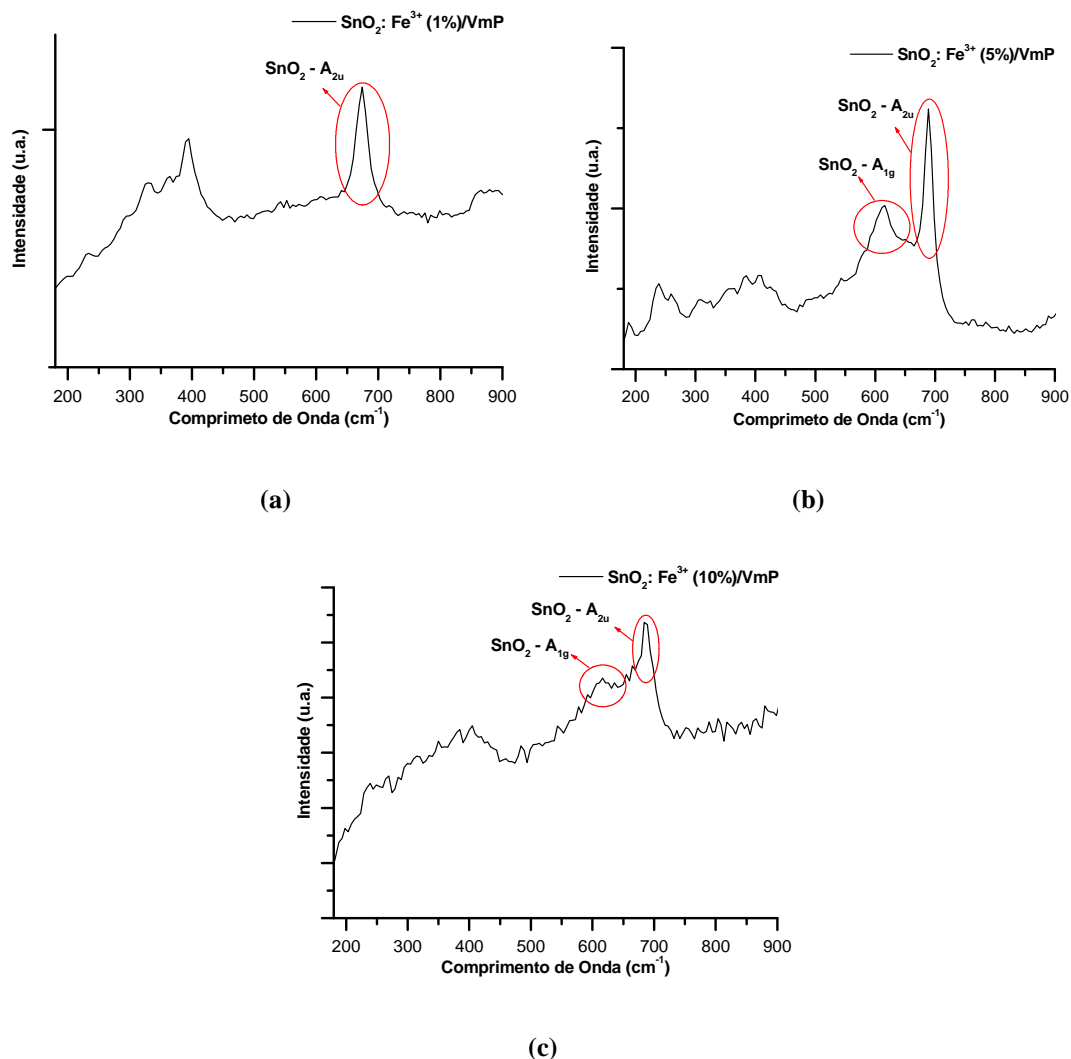 SnO₂: Fe³⁺ (1%)/VmP
SnO₂ - A₂ᵤ
Intensidade (u.a.)
200 300 400 500 600 700 800 900
Comprimeto de Onda (cm⁻¹)
(a)
SnO₂: Fe³⁺ (5%)/VmP
SnO₂ - A₂ᵤ
SnO₂ - A₁g
Intensidade (u.a.)
200 300 400 500 600 700 800 900
Comprimeto de Onda (cm⁻¹)
(b)
SnO₂: Fe³⁺ (10%)/VmP
SnO₂ - A₂ᵤ
SnO₂ - A₁g
Intensidade (u.a.)
200 300 400 500 600 700 800 900
Comprimento de Onda (cm⁻¹)
(c)